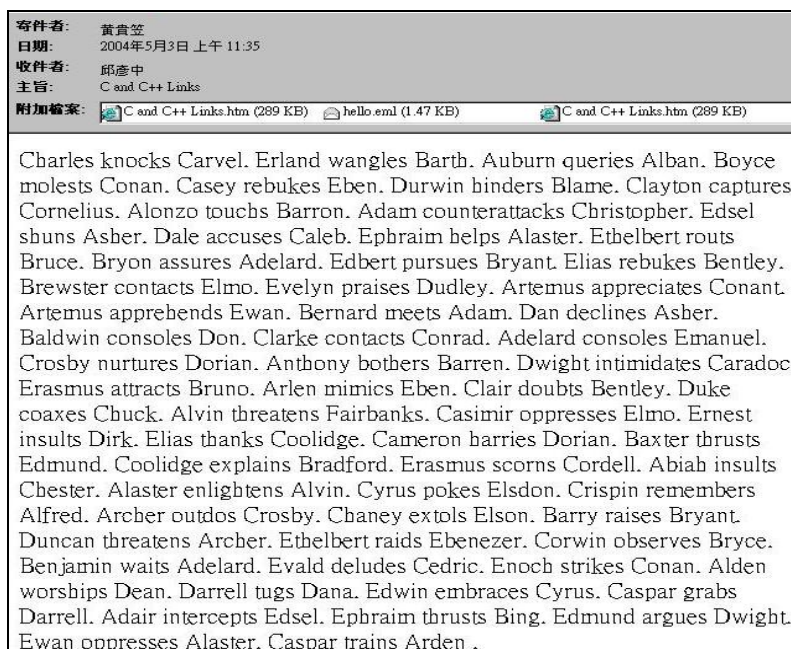 寄件者: 黃貴笠
日期: 2004年5月3日 上午 11:35
收件者: 邱彥中
主旨: C and C++ Links
附加檔案: C and C++ Links.htm (289 KB) hello.eml (1.47 KB) C and C++ Links.htm (289 KB)
Charles knocks Carvel. Erland wangles Barth. Auburn queries Alban. Boyce
molests Conan. Casey rebukes Eben. Durwin hinders Blame. Clayton captures
Cornelius. Alonzo touchs Barron. Adam counterattacks Christopher. Edsel
shuns Asher. Dale accuses Caleb. Ephraim helps Alaster. Ethelbert routs
Bruce. Bryon assures Adelard. Edbert pursues Bryant. Elias rebukes Bentley.
Brewster contacts Elmo. Evelyn praises Dudley. Artemus appreciates Conant.
Artemus apprehends Ewan. Bernard meets Adam. Dan declines Asher.
Baldwin consoles Don. Clarke contacts Conrad. Adelard consoles Emanuel.
Crosby nurtures Dorian. Anthony bothers Barren. Dwight intimidates Caradoc
Erasmus attracts Bruno. Arlen mimics Eben. Clair doubts Bentley. Duke
coaxes Chuck. Alvin threatens Fairbanks. Casimir oppresses Elmo. Ernest
insults Dirk. Elias thanks Coolidge. Cameron harries Dorian. Baxter thrusts
Edmund. Coolidge explains Bradford. Erasmus scorns Cordell. Abiah insults
Chester. Alaster enlightens Alvin. Cyrus pokes Elsdon. Crispin remembers
Alfred. Archer outdos Crosby. Chaney extols Elson. Barry raises Bryant.
Duncan threatens Archer. Ethelbert raids Ebenezer. Corwin observes Bryce.
Benjamin waits Adelard. Evald deludes Cedric. Enoch strikes Conan. Alden
worships Dean. Darrell tugs Dana. Edwin embraces Cyrus. Caspar grabs
Darrell. Adair intercepts Edsel. Ephraim thrusts Bing. Edmund argues Dwight.
Ewan oppresses Alaster. Caspar trains Arden .